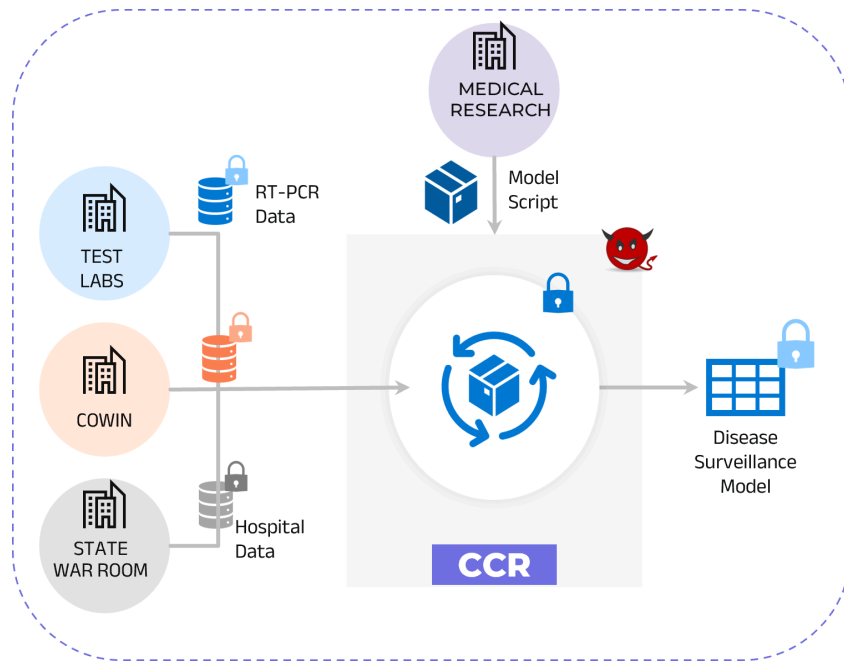 MEDICAL
RESEARCH
RT-PCR
Data
Model
Script
TEST
LABS
COWIN
Disease
Surveillance
Model
STATE
WAR ROOM
Hospital
Data
CCR